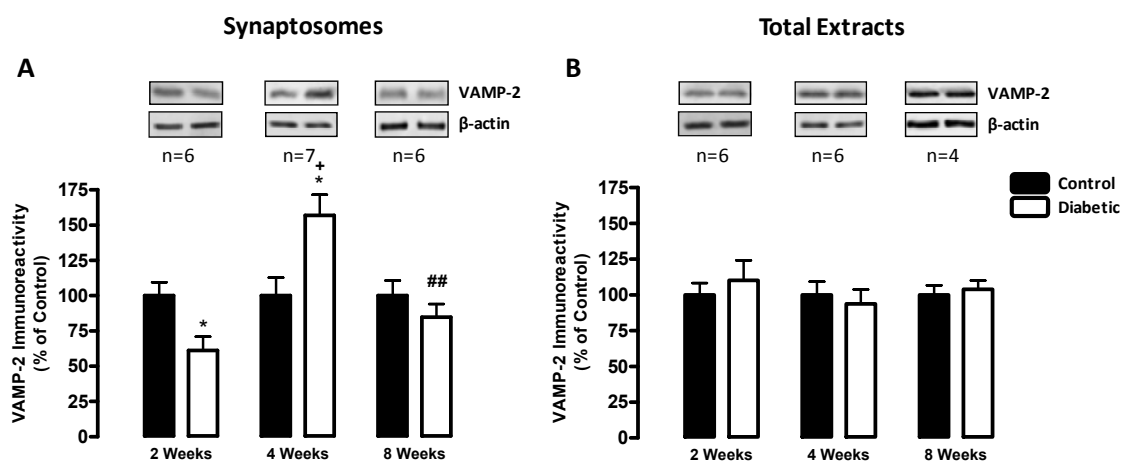 Synaptosomes
Total Extracts
A
B
VAMP-2
β-actin
n=6 n=7 n=6
VAMP-2
β-actin
n=6 n=6 n=4
Control
Diabetic
VAMP-2 Immunoreactivity
(% of Control)
175
150
125
100
75
50
25
0
*
+
*
##
2 Weeks 4 Weeks 8 Weeks
VAMP-2 Immunoreactivity
(% of Control)
175
150
125
100
75
50
25
0
2 Weeks 4 Weeks 8 Weeks